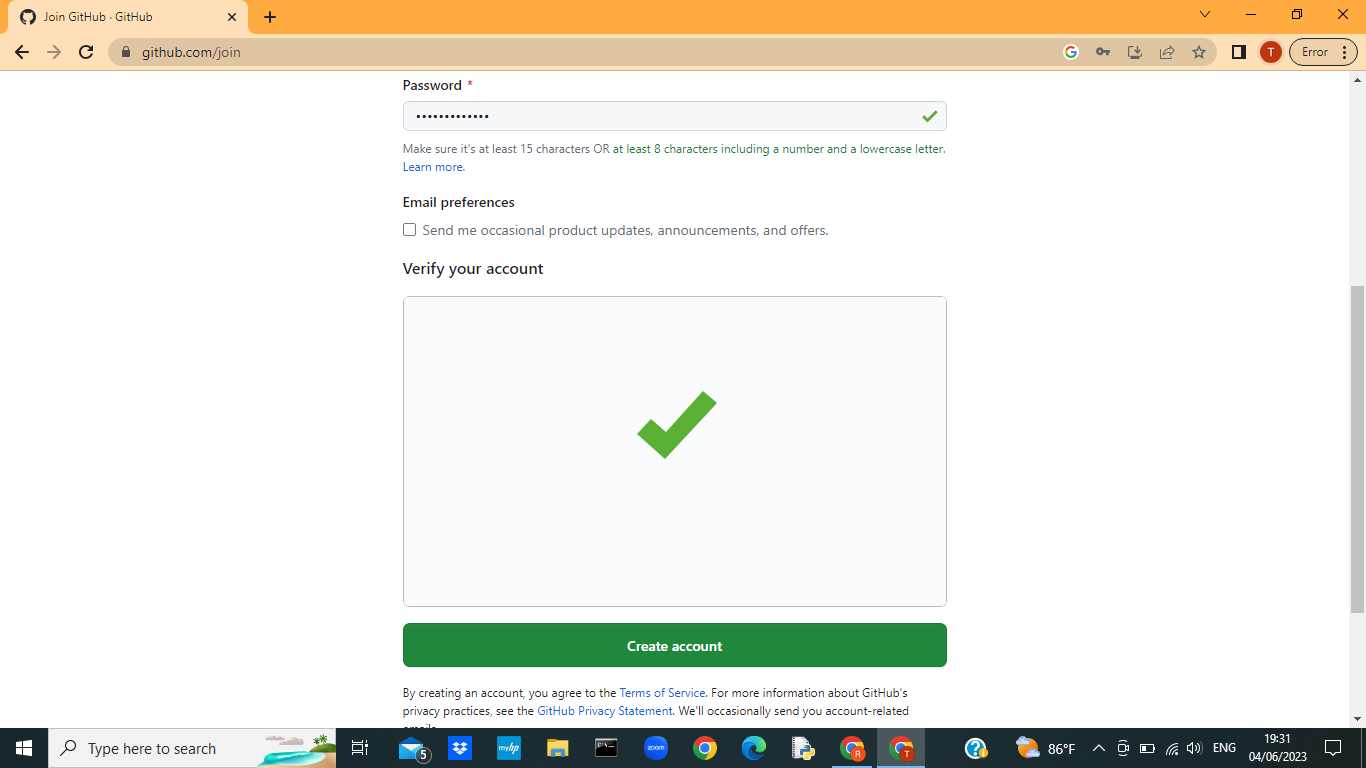 Join GitHub · GitHub
github.com/join
T
Error
Password *
•••••••••••••
Make sure it's at least 15 characters OR at least 8 characters including a number and a lowercase letter.
Learn more.
Email preferences
Send me occasional product updates, announcements, and offers.
Verify your account
Create account
By creating an account, you agree to the Terms of Service. For more information about GitHub's
privacy practices, see the GitHub Privacy Statement. We'll occasionally send you account-related
Type here to search
5
myhp
zoom
R
T
86°F
ENG
19:31
04/06/2023